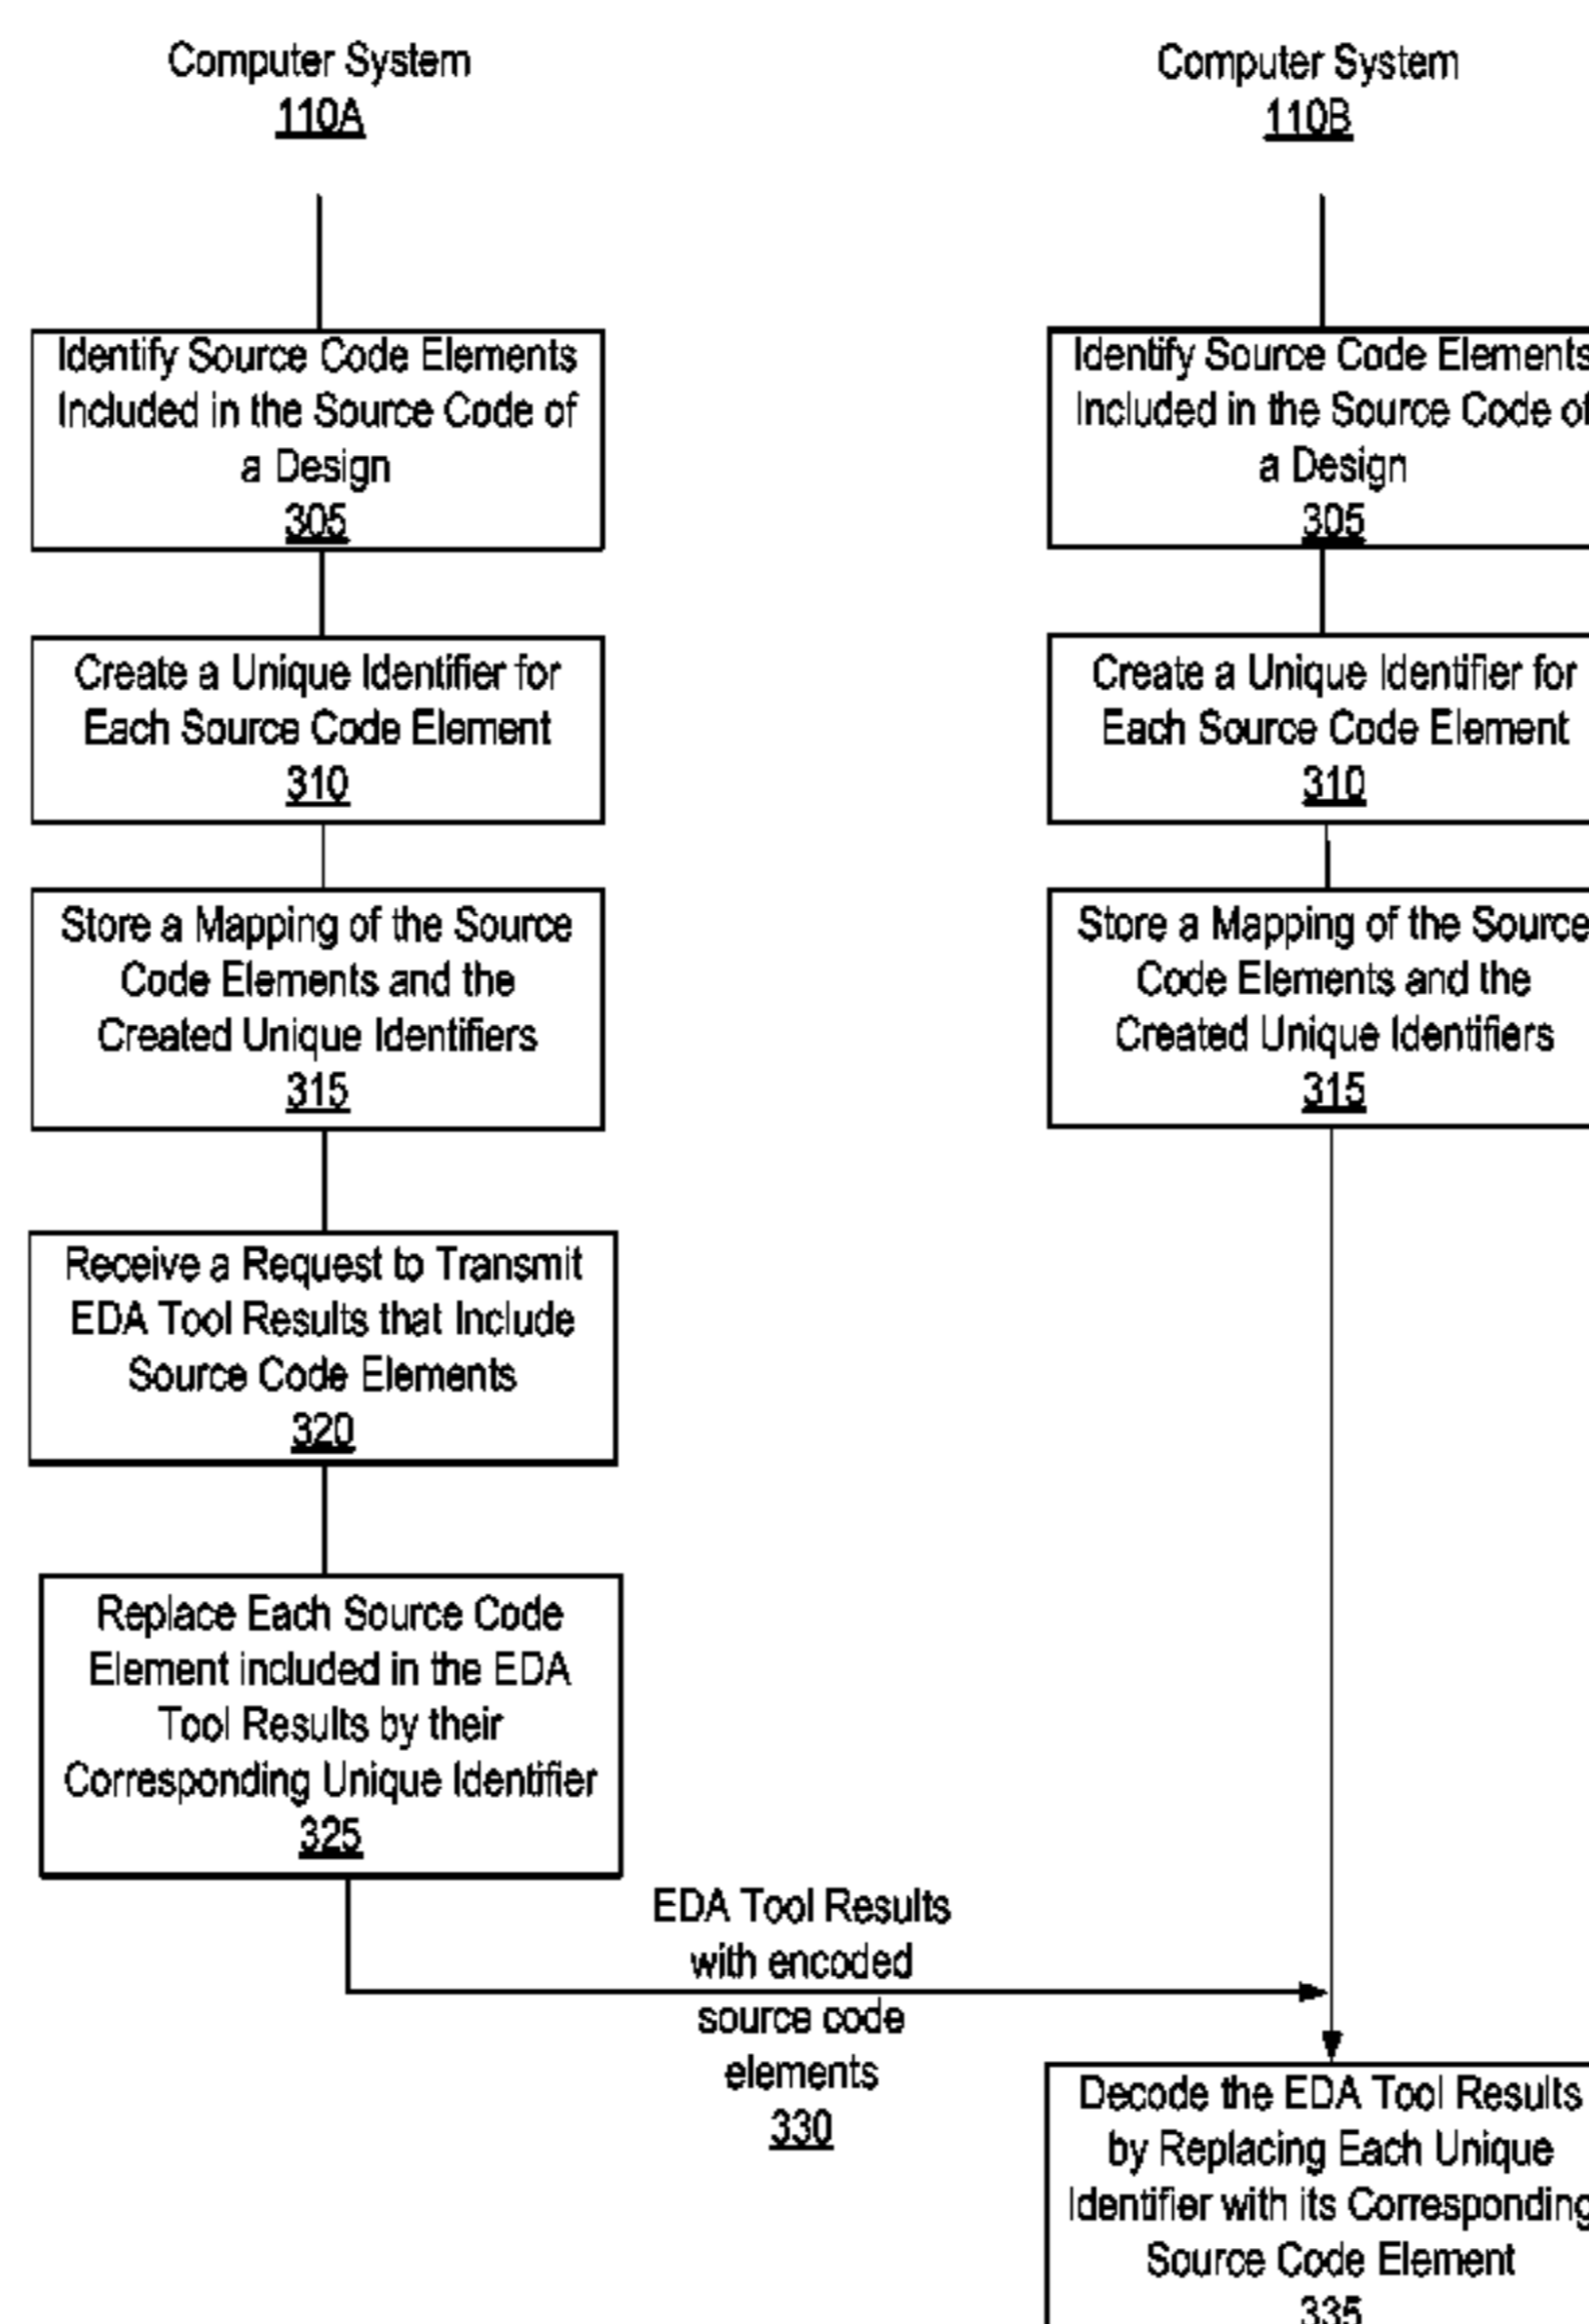 Computer System
110A
Identify Source Code Elements
Included in the Source Code of
a Design
305
Create a Unique Identifier for
Each Source Code Element
310
Store a Mapping of the Source
Code Elements and the
Created Unique Identifiers
315
Receive a Request to Transmit
EDA Tool Results that Include
Source Code Elements
320
Replace Each Source Code
Element included in the EDA
Tool Results by their
Corresponding Unique Identifier
325
EDA Tool Results
with encoded
source code
elements
330
Computer System
110B
Identify Source Code Elements
Included in the Source Code of
a Design
305
Create a Unique Identifier for
Each Source Code Element
310
Store a Mapping of the Source
Code Elements and the
Created Unique Identifiers
315
Decode the EDA Tool Results
by Replacing Each Unique
Identifier with its Corresponding
Source Code Element
335